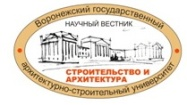 Воронежский государственный
НАУЧНЫЙ ВЕСТНИК
СТРОИТЕЛЬСТВО И
АРХИТЕКТУРА
архитектурно-строительный университет